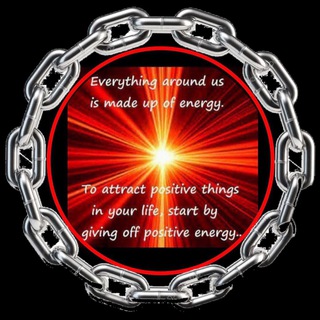 Everything around us
is made up of energy.
To attract positive things
in your life, start by
giving off positive energy..